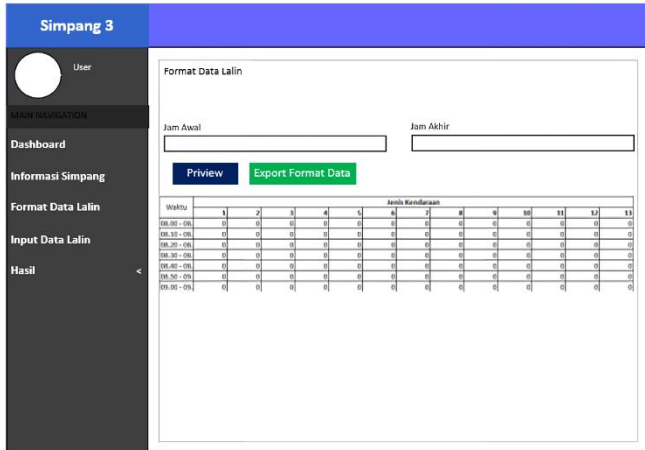 Simpang 3
User
MAIN NAVIGATION
Dashboard
Informasi Simpang
Format Data Lalin
Input Data Lalin
Hasil <
Format Data Lalin
Jam Awal Jam Akhir
Priview Export Format Data
Waktu Jenis Kendaraan
1 2 3 4 5 6 7 8 9 10 11 12 13
08.00 - 08. 0 0 0 0 0 0 0 0 0 0 0 0 0
08.10 - 08. 0 0 0 0 0 0 0 0 0 0 0 0 0
08.20 - 08. 0 0 0 0 0 0 0 0 0 0 0 0 0
08.30 - 08. 0 0 0 0 0 0 0 0 0 0 0 0 0
08.40 - 08. 0 0 0 0 0 0 0 0 0 0 0 0 0
08.50 - 09. 0 0 0 0 0 0 0 0 0 0 0 0 0
09.00 - 09. 0 0 0 0 0 0 0 0 0 0 0 0 0